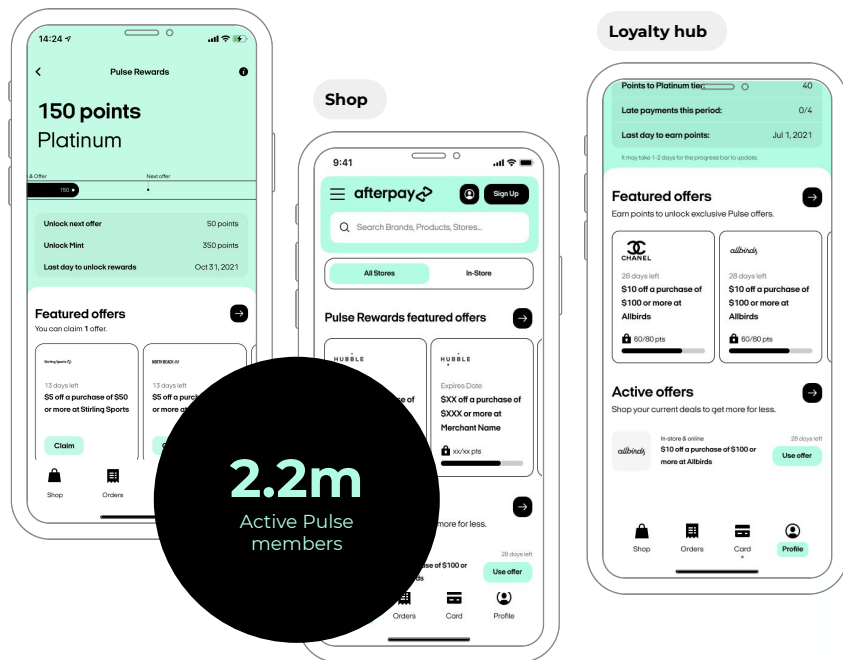 14:24
Pulse Rewards
150 points
Platinum
& Offer
Next offer
150
Unlock next offer
50 points
Unlock Mint
350 points
Last day to unlock rewards
Oct 31, 2021
Featured offers
You can claim 1 offer.
Stirling Sports
NORTH BEACH
13 days left
$5 off a purchase of $50
or more at Stirling Sports
Claim
13 days left
$5 off a purch
or more at
Shop
Orders
2.2m
Active Pulse
members
Shop
9:41
afterpay
Sign Up
Search Brands, Products, Stores...
All Stores
In-Store
Pulse Rewards featured offers
HUBBLE
HUBBLE
Expires Date
$XX off a purchase of
$XXX or more at
Merchant Name
xx/xx pts
se of
more for less.
28 days left
se of $100 or
ds
Use offer
Orders
Card
Profile
Loyalty hub
Points to Platinum tier:
40
Late payments this period:
0/4
Last day to earn points:
Jul 1, 2021
It may take 1-2 days for the progress bar to update.
Featured offers
Earn points to unlock exclusive Pulse offers.
CHANEL
28 days left
$10 off a purchase of
$100 or more at
Allbirds
60/80 pts
allbirds
28 days left
$10 off a purchase of
$100 or more at
Allbirds
60/80 pts
Active offers
Shop your current deals to get more for less.
allbirds
In-store & online
$10 off a purchase of $100 or
more at Allbirds
28 days left
Use offer
Shop
Orders
Card
Profile